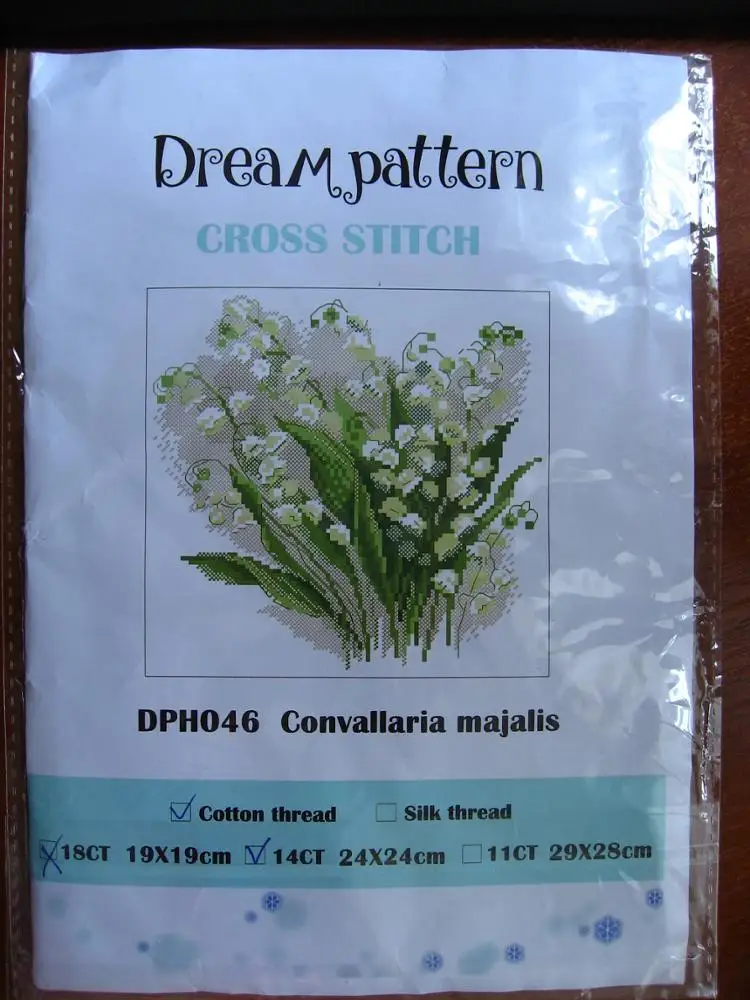 Dream pattern
CROSS STITCH
DPH046 Convallaria majalis
Cotton thread Silk thread
18CT 19X19cm 14CT 24X24cm 11CT 29X28cm